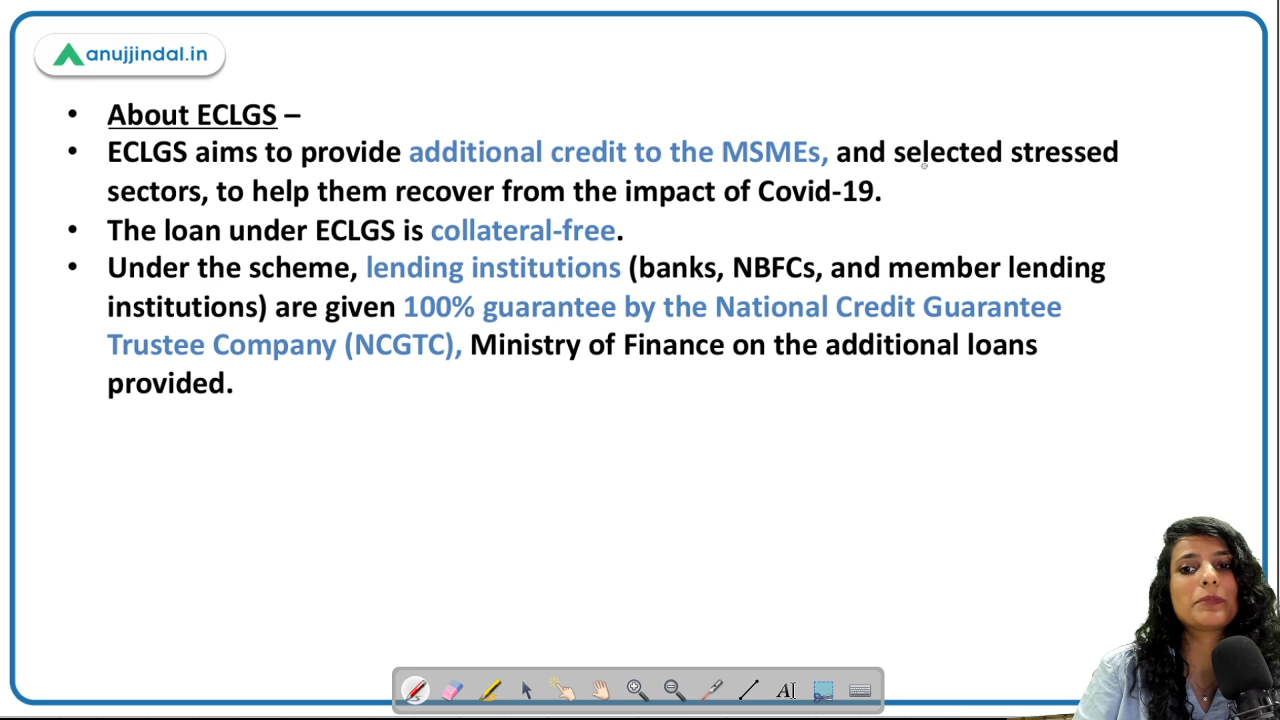 anujjindal.in
• About ECLGS –
• ECLGS aims to provide additional credit to the MSMEs, and selected stressed
sectors, to help them recover from the impact of Covid-19.
• The loan under ECLGS is collateral-free.
• Under the scheme, lending institutions (banks, NBFCs, and member lending
institutions) are given 100% guarantee by the National Credit Guarantee
Trustee Company (NCGTC), Ministry of Finance on the additional loans
provided.
A